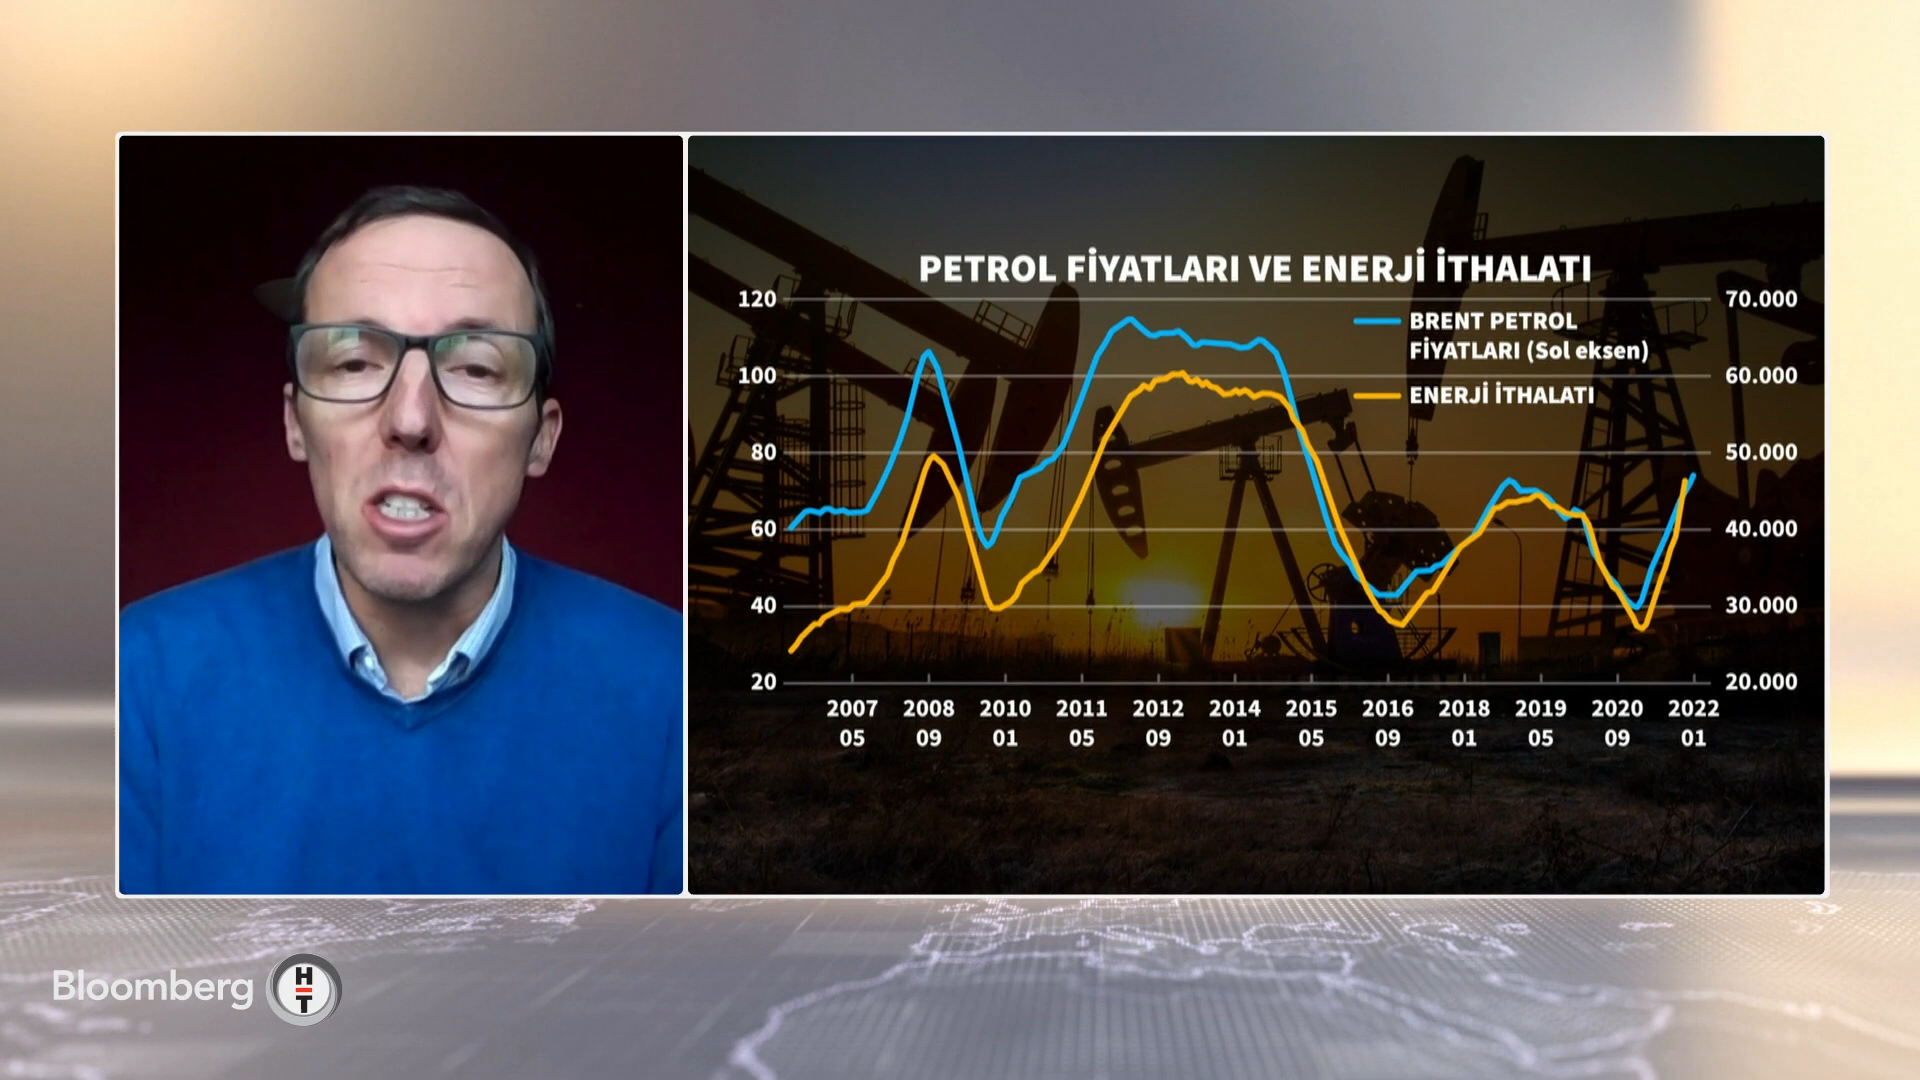 PETROL FİYATLARI VE ENERJİ İTHALATI
120
100
80
60
40
20
70.000
60.000
50.000
40.000
30.000
20.000
BRENT PETROL
FİYATLARI (Sol eksen)
ENERJİ İTHALATI
2007 2008 2010 2011 2012 2014 2015 2016 2018 2019 2020 2022
05 09 01 05 09 01 05 09 01 05 09 01
Bloomberg HT